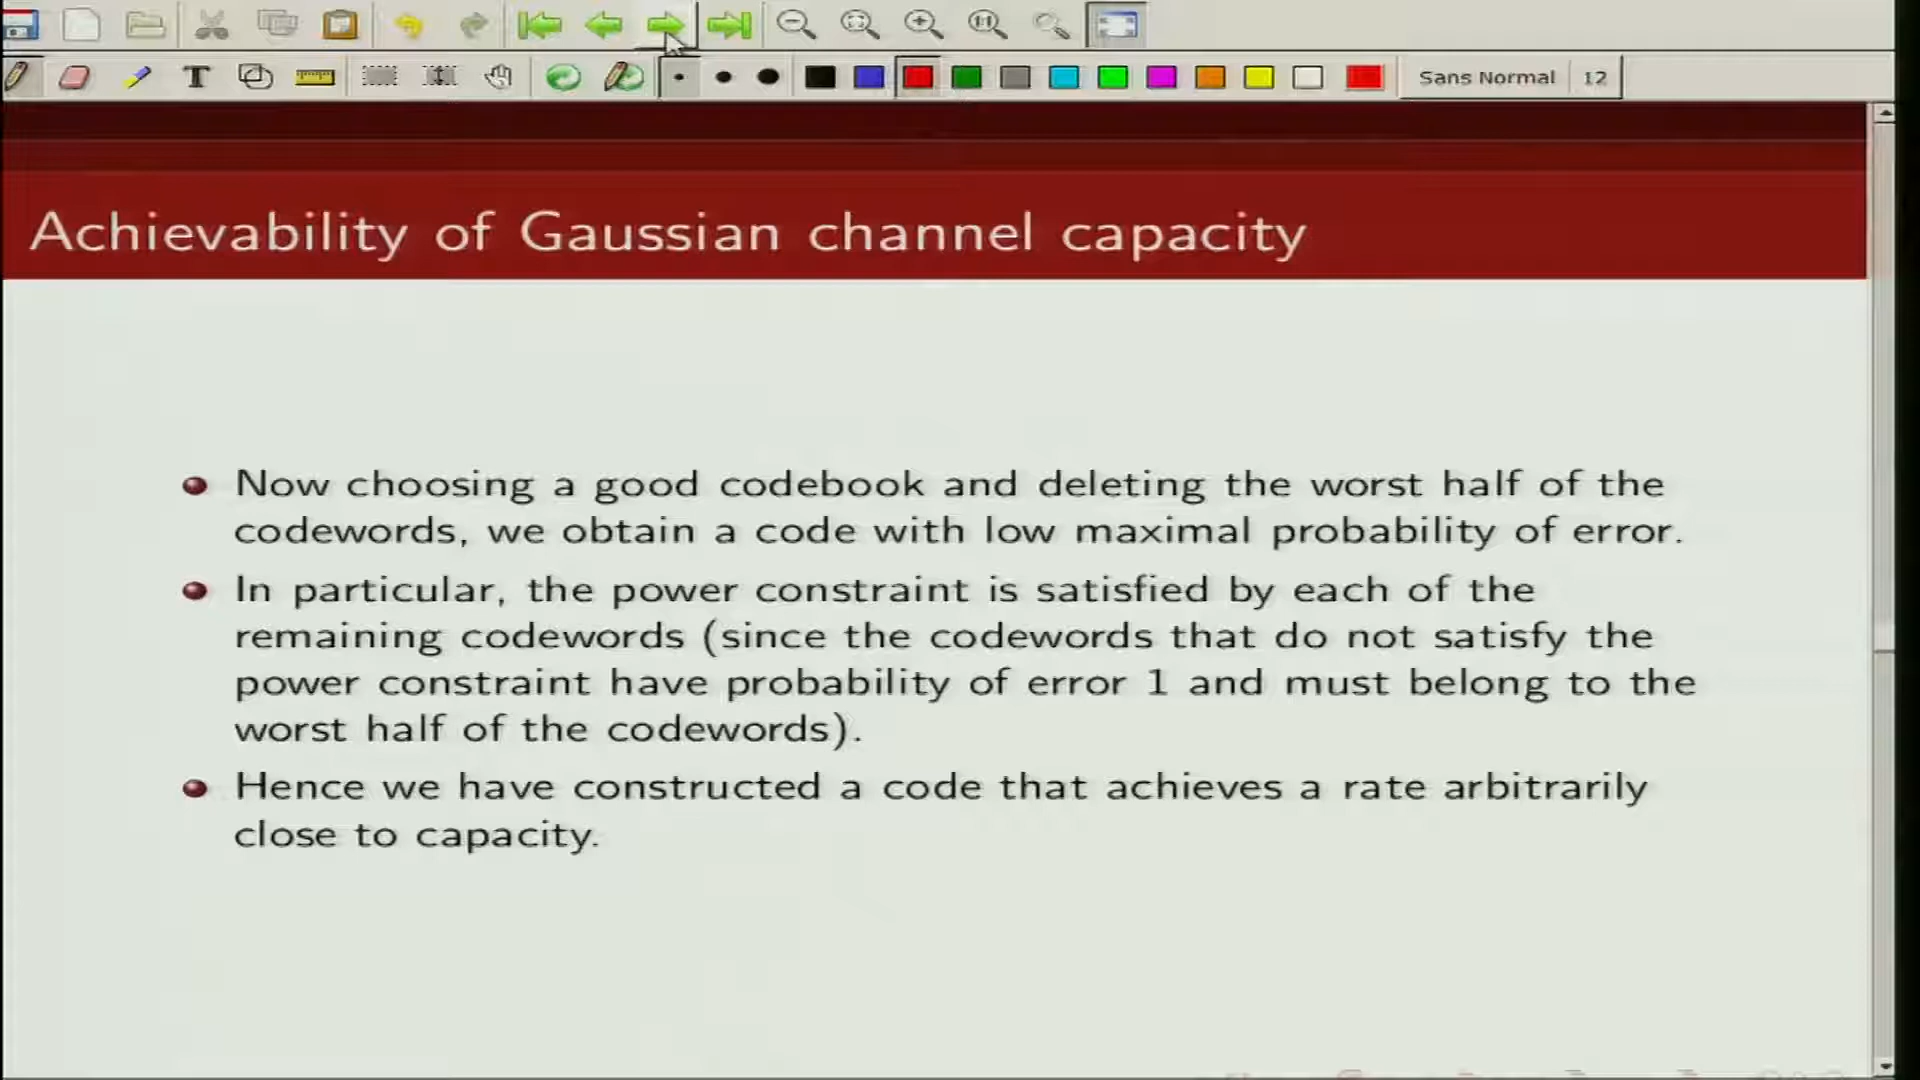 T
Sans Normal 12
Achievability of Gaussian channel capacity
Now choosing a good codebook and deleting the worst half of the
codewords, we obtain a code with low maximal probability of error.
In particular, the power constraint is satisfied by each of the
remaining codewords (since the codewords that do not satisfy the
power constraint have probability of error 1 and must belong to the
worst half of the codewords).
Hence we have constructed a code that achieves a rate arbitrarily
close to capacity.